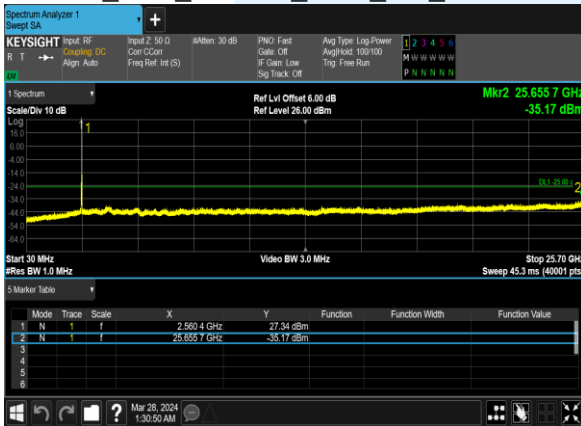 Spectrum Analyzer 1
Swept SA
+
KEYSIGHT Input: RF Input Z: 50 Ω #Atten: 30 dB PNO: Fast Avg Type: Log-Power 1 2 3 4 5 6
R T Coupling: DC Corr CCorr Gate: Off Avg|Hold: 100/100 M W W W W W
Align: Auto Freq Ref: Int (S) IF Gain: Low Trig: Free Run
Sig Track: Off P N N N N N
1 Spectrum Ref Lvl Offset 6.00 dB Mkr2 25.655 7 GHz
Scale/Div 10 dB Ref Level 26.00 dBm -35.17 dBm
Log
16.0
6.00
-4.00
-14.0
-24.0
-34.0
-44.0
-54.0
-64.0
1
DL1 -25.00
2
Start 30 MHz Video BW 3.0 MHz Stop 25.70 GHz
#Res BW 1.0 MHz Sweep 45.3 ms (40001 pts)
5 Marker Table
Mode Trace Scale X Y Function Function Width Function Value
1 N 1 f 2.560 4 GHz 27.34 dBm
2 N 1 f 25.655 7 GHz -35.17 dBm
3
4
5
6
? Mar 28, 2024
1:30:50 AM